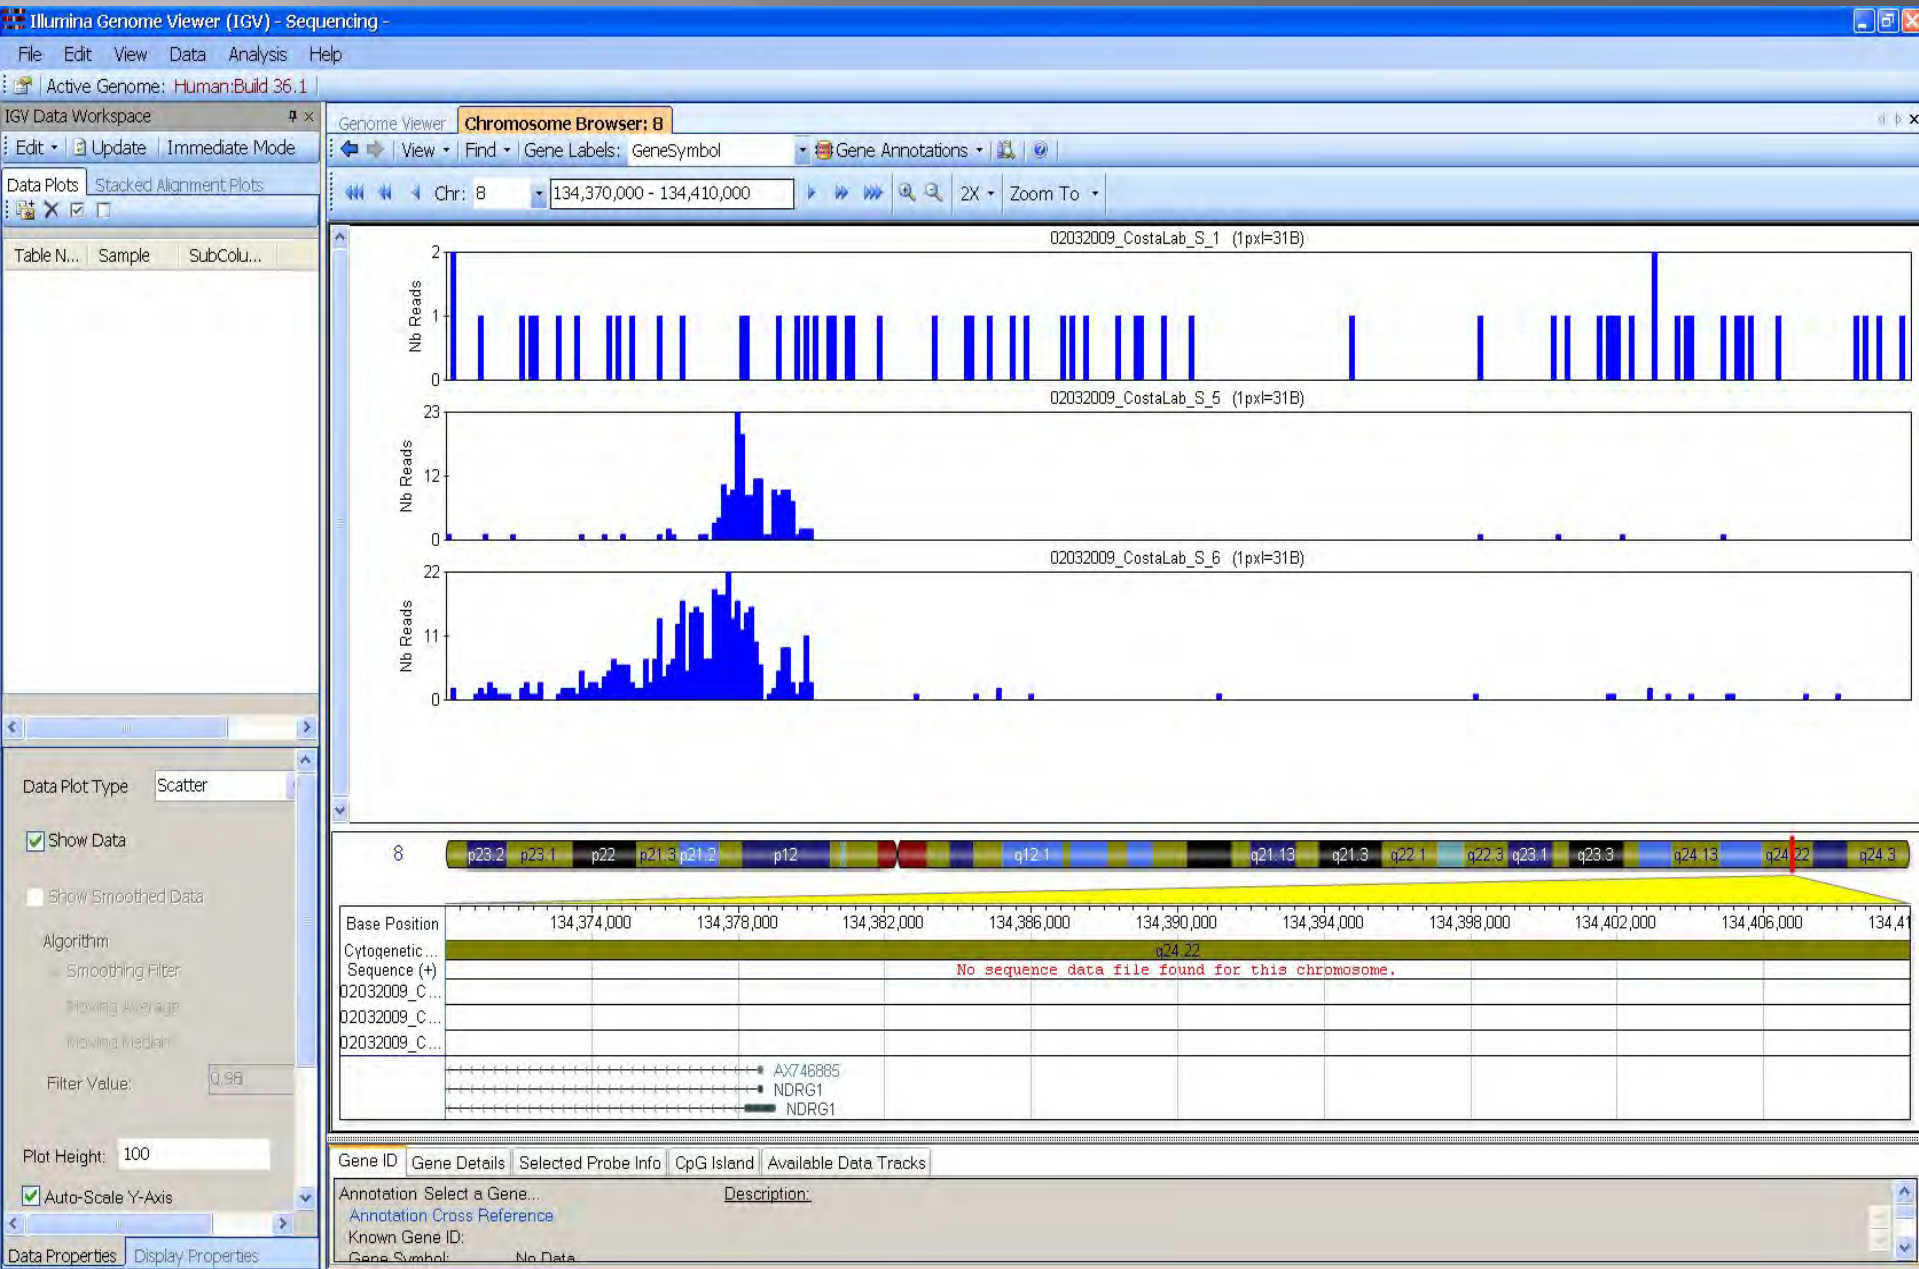 Illumina Genome Viewer (IGV) - Sequencing -
File Edit View Data Analysis Help
Active Genome: Human:Build 36.1
IGV Data Workspace
Edit Update Immediate Mode
Data Plots Stacked Alignment Plots
Table N... Sample SubColu...
Data Plot Type Scatter
Show Data
Show Smoothed Data
Algorithm
Smoothing Filter
Moving Average
Moving Median
Filter Value: 0.98
Plot Height: 100
Auto-Scale Y-Axis
Data Properties Display Properties
Genome Viewer Chromosome Browser: 8
View Find Gene Labels: GeneSymbol Gene Annotations
Chr: 8 134,370,000 - 134,410,000 2X Zoom To
02032009_CostaLab_S_1 (1pxl=31B)
2
Nb Reads
1
0
02032009_CostaLab_S_5 (1pxl=31B)
23
Nb Reads
12
0
02032009_CostaLab_S_6 (1pxl=31B)
22
Nb Reads
11
0
8 p23.2 p23.1 p22 p21.3 p21.2 p12 q12.1 q21.13 q21.3 q22.1 q22.3 q23.1 q23.3 q24.13 q24.22 q24.3
Base Position 134,374,000 134,378,000 134,382,000 134,386,000 134,390,000 134,394,000 134,398,000 134,402,000 134,406,000 134,41
Cytogenetic ... q24.22
Sequence (+) No sequence data file found for this chromosome.
02032009_C...
02032009_C...
02032009_C...
AX746885
NDRG1
NDRG1
Gene ID Gene Details Selected Probe Info CpG Island Available Data Tracks
Annotation Select a Gene... Description:
Annotation Cross Reference
Known Gene ID:
Gene Symbol: No Data